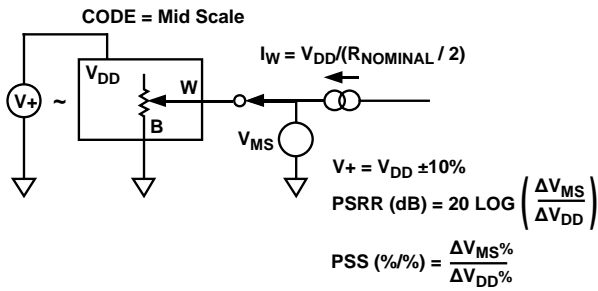 CODE = Mid Scale
I_W = V_DD/(R_NOMINAL / 2)
V_DD
V+
~
W
B
V_MS
V+ = V_DD ±10%
PSRR (dB) = 20 LOG ( ΔV_MS / ΔV_DD )
PSS (%/%) = ΔV_MS% / ΔV_DD%